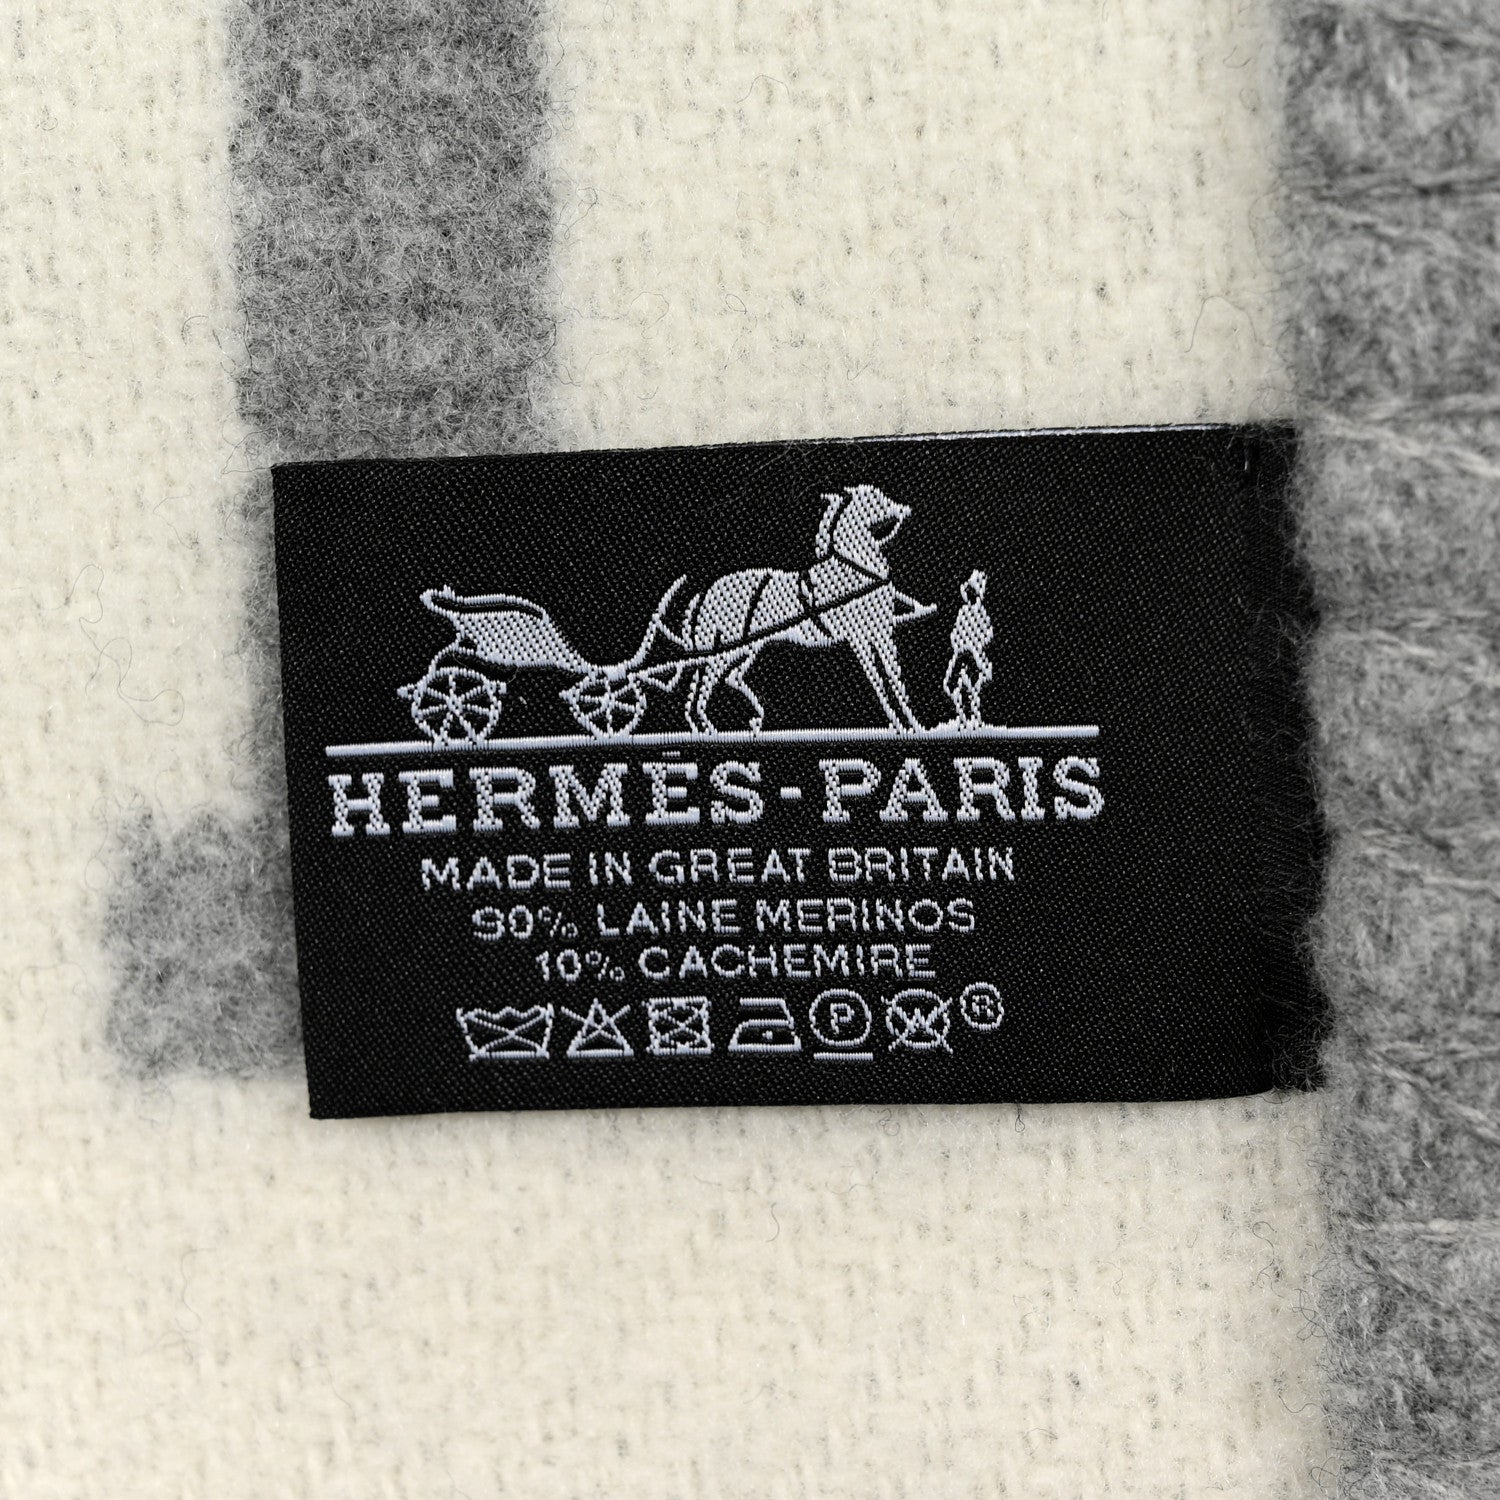 HERMÈS-PARIS
MADE IN GREAT BRITAIN
90% LAINE MERINOS
10% CACHEMIRE
P W ®